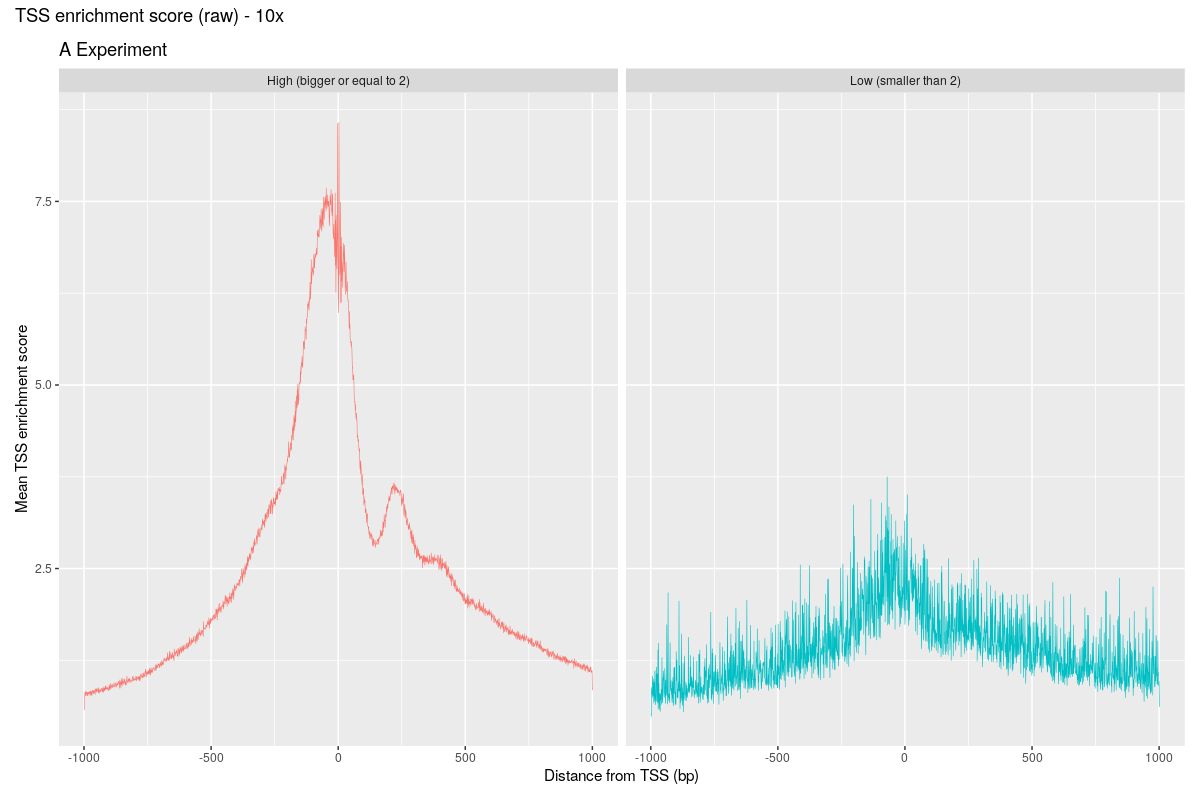 TSS enrichment score (raw) - 10x
A Experiment
High (bigger or equal to 2)
Low (smaller than 2)
Mean TSS enrichment score
7.5
5.0
2.5
-1000
-500
0
500
1000
-1000
-500
0
500
1000
Distance from TSS (bp)